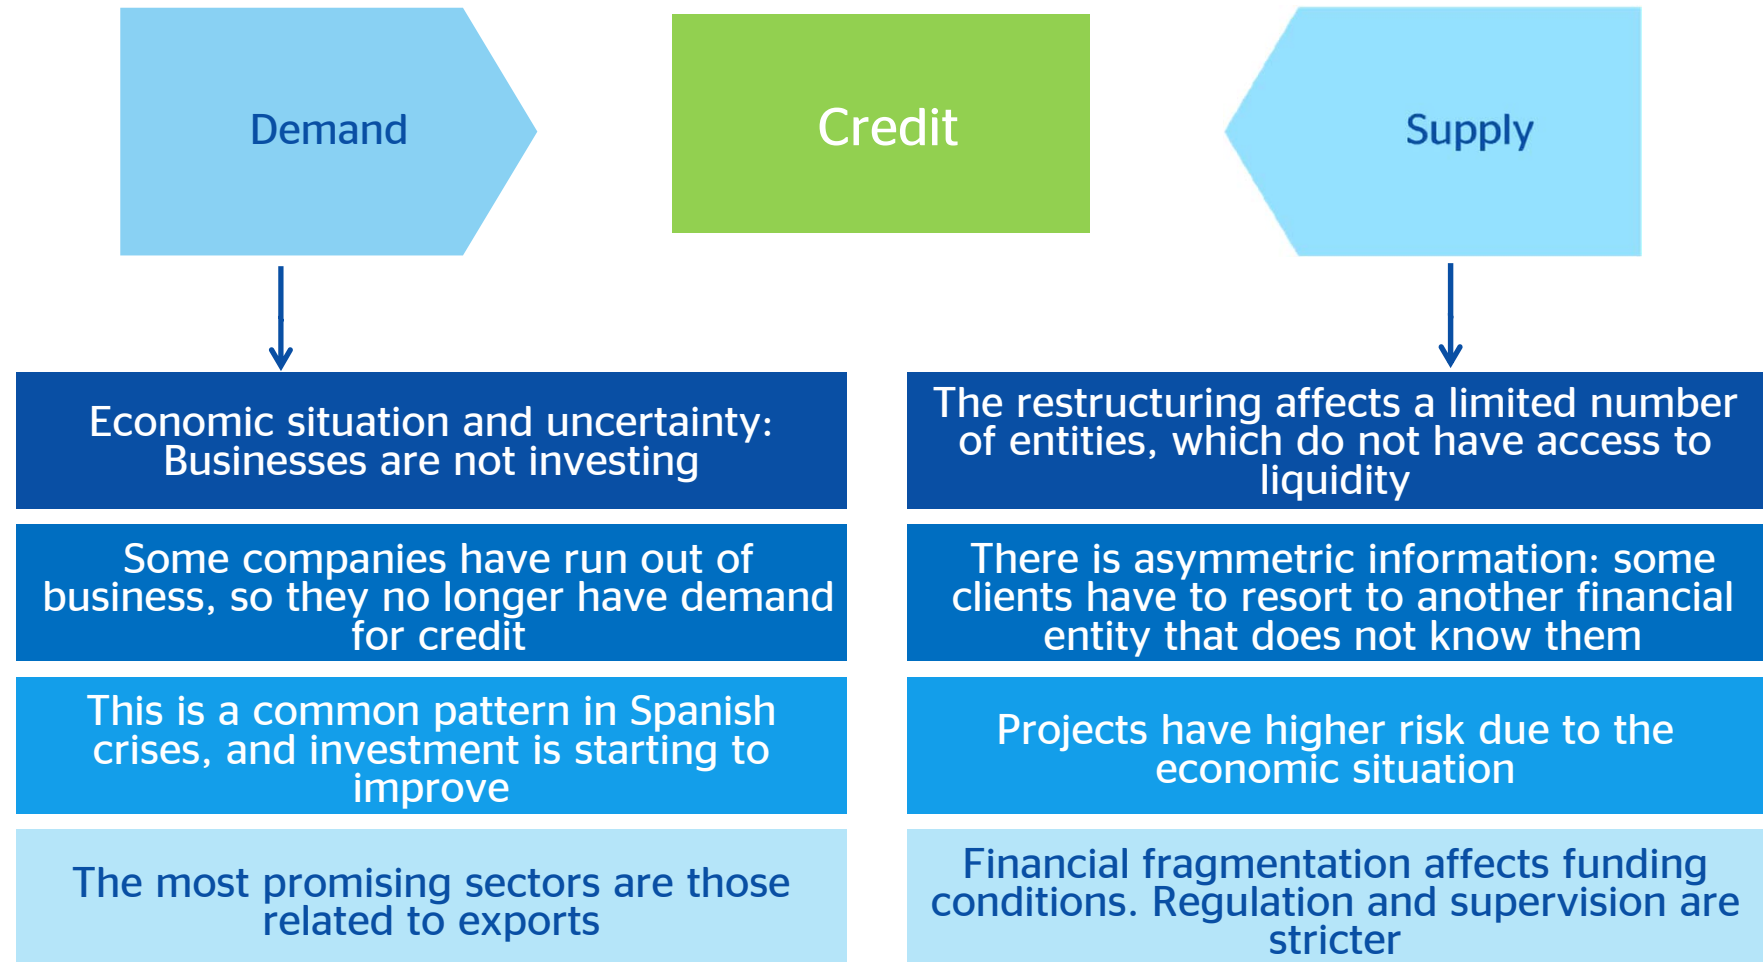 Demand
Credit
Supply
Economic situation and uncertainty:
Businesses are not investing
Some companies have run out of
business, so they no longer have demand
for credit
This is a common pattern in Spanish
crises, and investment is starting to
improve
The most promising sectors are those
related to exports
The restructuring affects a limited number
of entities, which do not have access to
liquidity
There is asymmetric information: some
clients have to resort to another financial
entity that does not know them
Projects have higher risk due to the
economic situation
Financial fragmentation affects funding
conditions. Regulation and supervision are
stricter